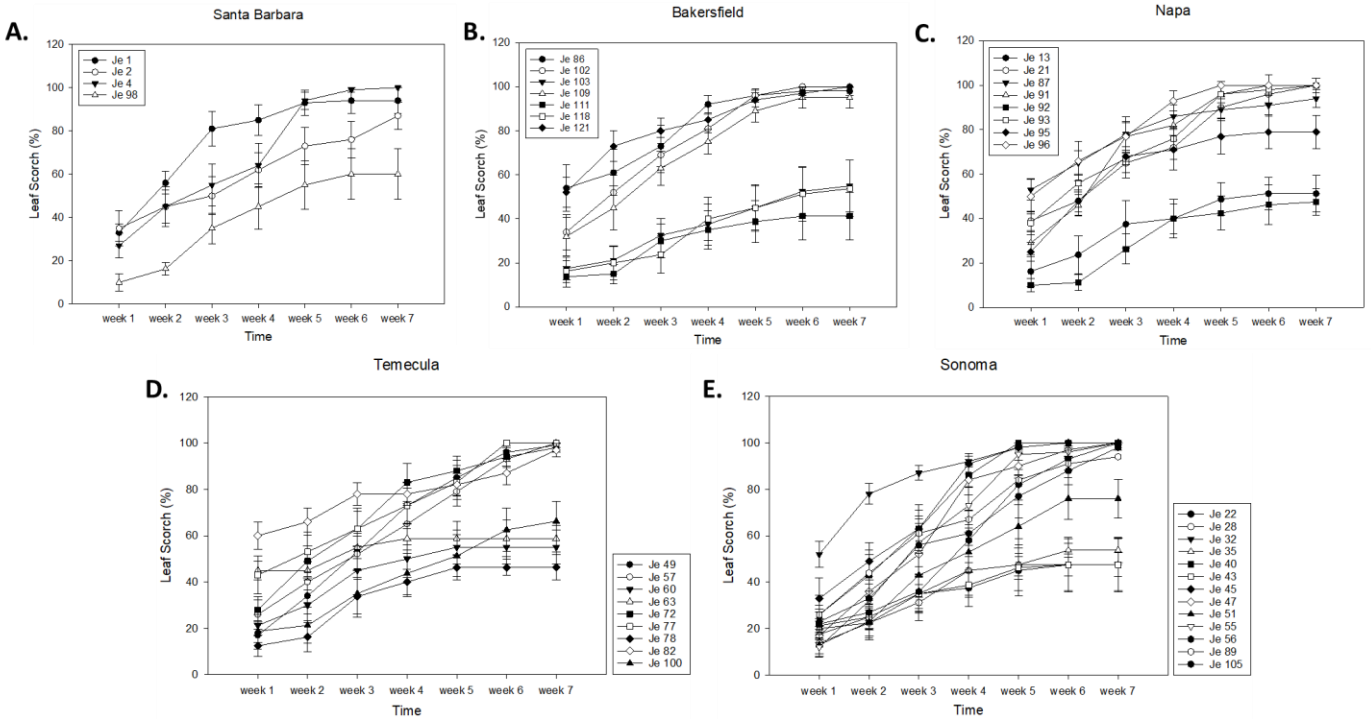 Santa Barbara
A.
120
100
80
60
40
20
0
Leaf Scorch (%)
Je 1
Je 2
Je 4
Je 98
week 1 week 2 week 3 week 4 week 5 week 6 week 7
Time
Bakersfield
B.
120
100
80
60
40
20
0
Leaf Scorch (%)
Je 86
Je 102
Je 103
Je 109
Je 111
Je 118
Je 121
week 1 week 2 week 3 week 4 week 5 week 6 week 7
Time
Napa
C.
120
100
80
60
40
20
0
Leaf Scorch (%)
Je 13
Je 21
Je 87
Je 91
Je 92
Je 93
Je 95
Je 96
week 1 week 2 week 3 week 4 week 5 week 6 week 7
Time
Temecula
D.
120
100
80
60
40
20
0
Leaf Scorch (%)
Je 49
Je 57
Je 60
Je 63
Je 72
Je 77
Je 78
Je 82
Je 100
week 1 week 2 week 3 week 4 week 5 week 6 week 7
Time
Sonoma
E.
120
100
80
60
40
20
0
Leaf Scorch (%)
Je 22
Je 28
Je 32
Je 35
Je 40
Je 43
Je 45
Je 47
Je 51
Je 55
Je 56
Je 89
Je 105
week 1 week 2 week 3 week 4 week 5 week 6 week 7
Time